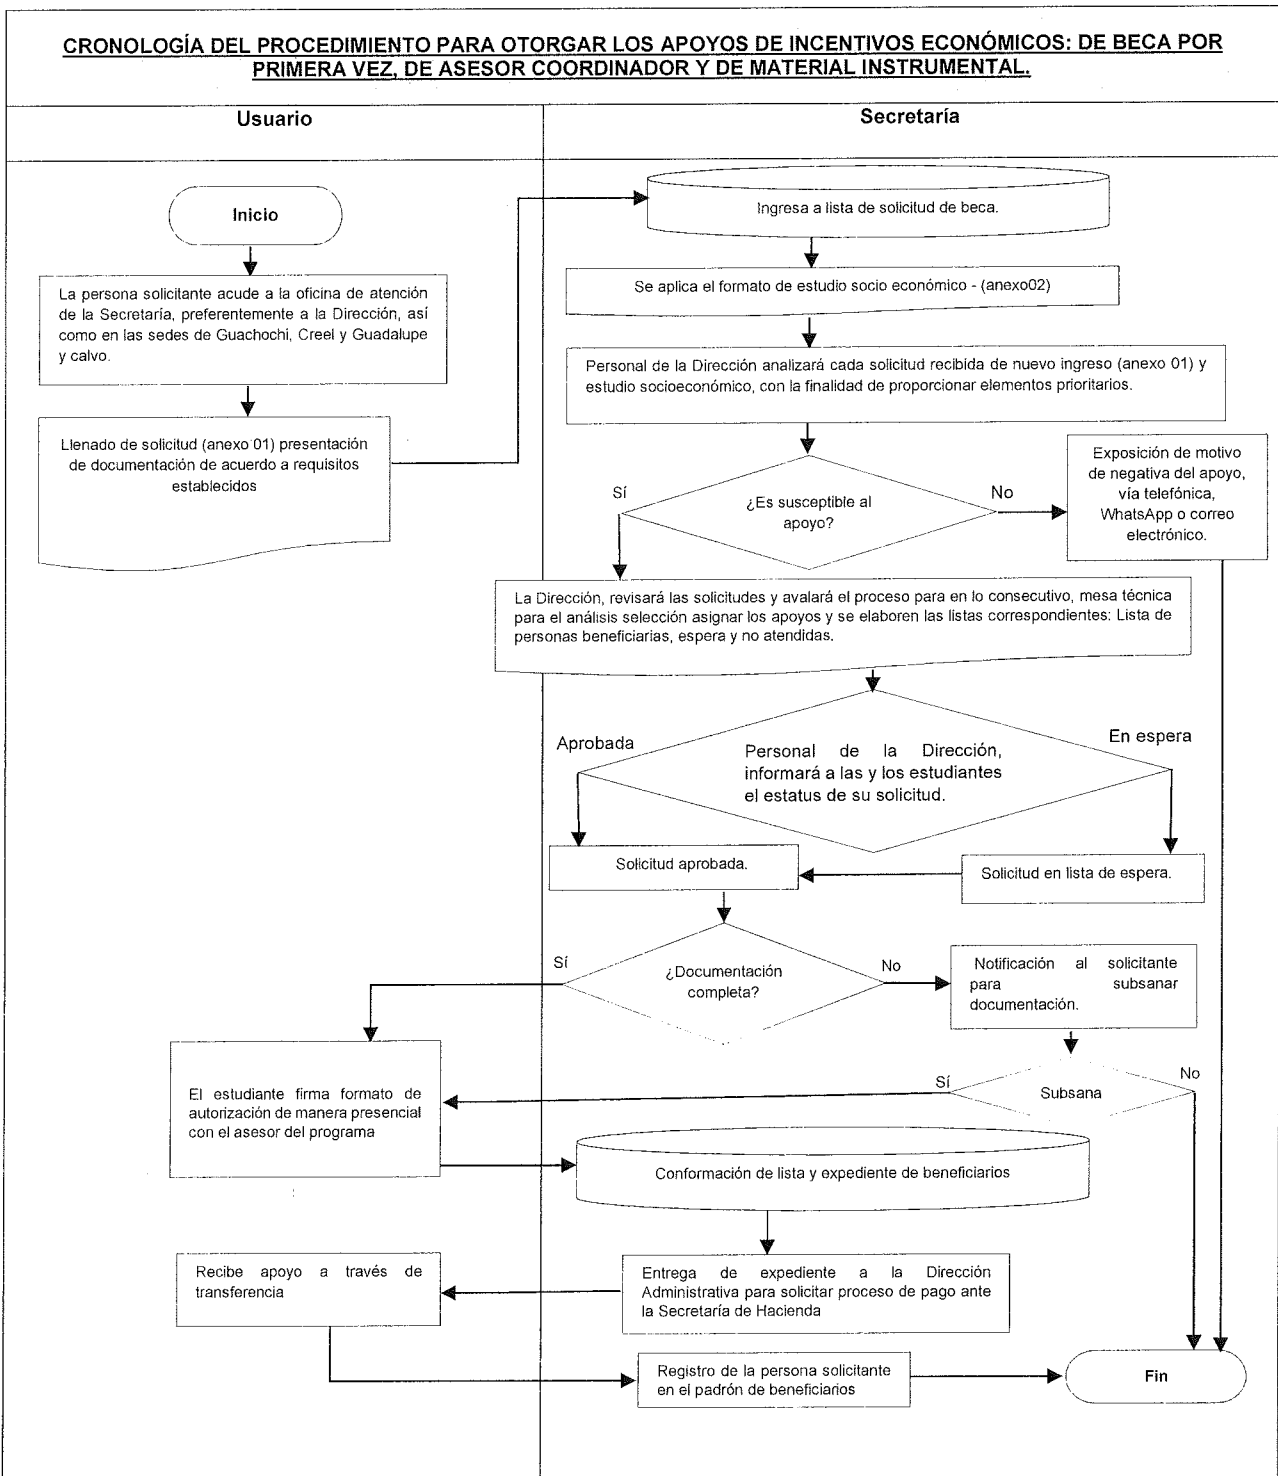 CRONOLOGÍA DEL PROCEDIMIENTO PARA OTORGAR LOS APOYOS DE INCENTIVOS ECONÓMICOS: DE BECA POR
PRIMERA VEZ, DE ASESOR COORDINADOR Y DE MATERIAL INSTRUMENTAL.
Usuario
Secretaría
Inicio
Ingresa a lista de solicitud de beca.
La persona solicitante acude a la oficina de atención
de la Secretaría, preferentemente a la Dirección, así
como en las sedes de Guachochi, Creel y Guadalupe
y calvo.
Se aplica el formato de estudio socio económico - (anexo02)
Personal de la Dirección analizará cada solicitud recibida de nuevo ingreso (anexo 01) y
estudio socioeconómico, con la finalidad de proporcionar elementos prioritarios.
Llenado de solicitud (anexo 01) presentación
de documentación de acuerdo a requisitos
establecidos
Sí
¿Es susceptible al
apoyo?
No
Exposición de motivo
de negativa del apoyo,
vía telefónica,
WhatsApp o correo
electrónico.
La Dirección, revisará las solicitudes y avalará el proceso para en lo consecutivo, mesa técnica
para el análisis selección asignar los apoyos y se elaboren las listas correspondientes: Lista de
personas beneficiarias, espera y no atendidas.
Aprobada
Personal de la Dirección,
informará a las y los estudiantes
el estatus de su solicitud.
En espera
Solicitud aprobada.
Solicitud en lista de espera.
Sí
¿Documentación
completa?
No
Notificación al solicitante
para subsanar
documentación.
El estudiante firma formato de
autorización de manera presencial
con el asesor del programa
Sí
Subsana
No
Conformación de lista y expediente de beneficiarios
Recibe apoyo a través de
transferencia
Entrega de expediente a la Dirección
Administrativa para solicitar proceso de pago ante
la Secretaría de Hacienda
Registro de la persona solicitante
en el padrón de beneficiarios
Fin